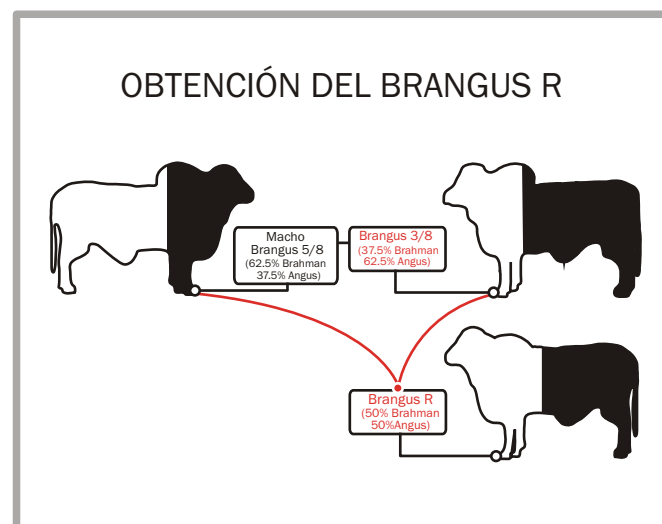 OBTENCIÓN DEL BRANGUS R
Macho
Brangus 5/8
(62.5% Brahman
37.5% Angus)
Brangus 3/8
(37.5% Brahman
62.5% Angus)
Brangus R
(50% Brahman
50%Angus)